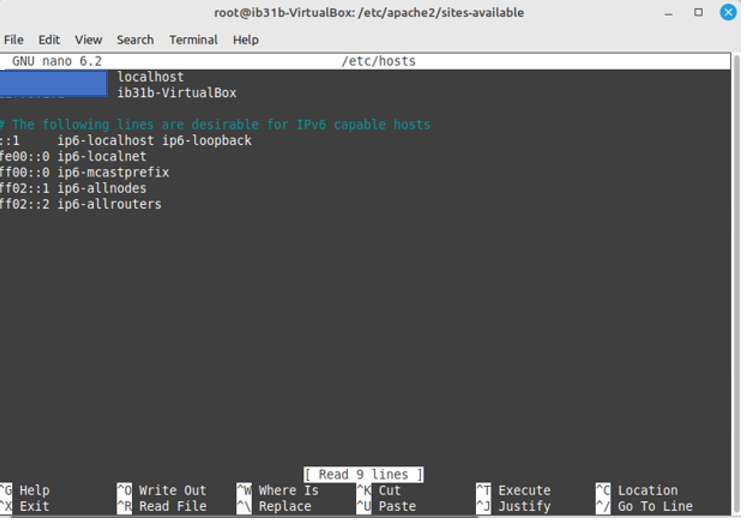 root@ib31b-VirtualBox: /etc/apache2/sites-available
File Edit View Search Terminal Help
GNU nano 6.2 /etc/hosts
localhost
ib31b-VirtualBox
# The following lines are desirable for IPv6 capable hosts
::1 ip6-localhost ip6-loopback
fe00::0 ip6-localnet
ff00::0 ip6-mcastprefix
ff02::1 ip6-allnodes
ff02::2 ip6-allrouters
[ Read 9 lines ]
^G Help ^O Write Out ^W Where Is ^K Cut ^T Execute ^C Location
^X Exit ^R Read File ^\ Replace ^U Paste ^J Justify ^/ Go To Line